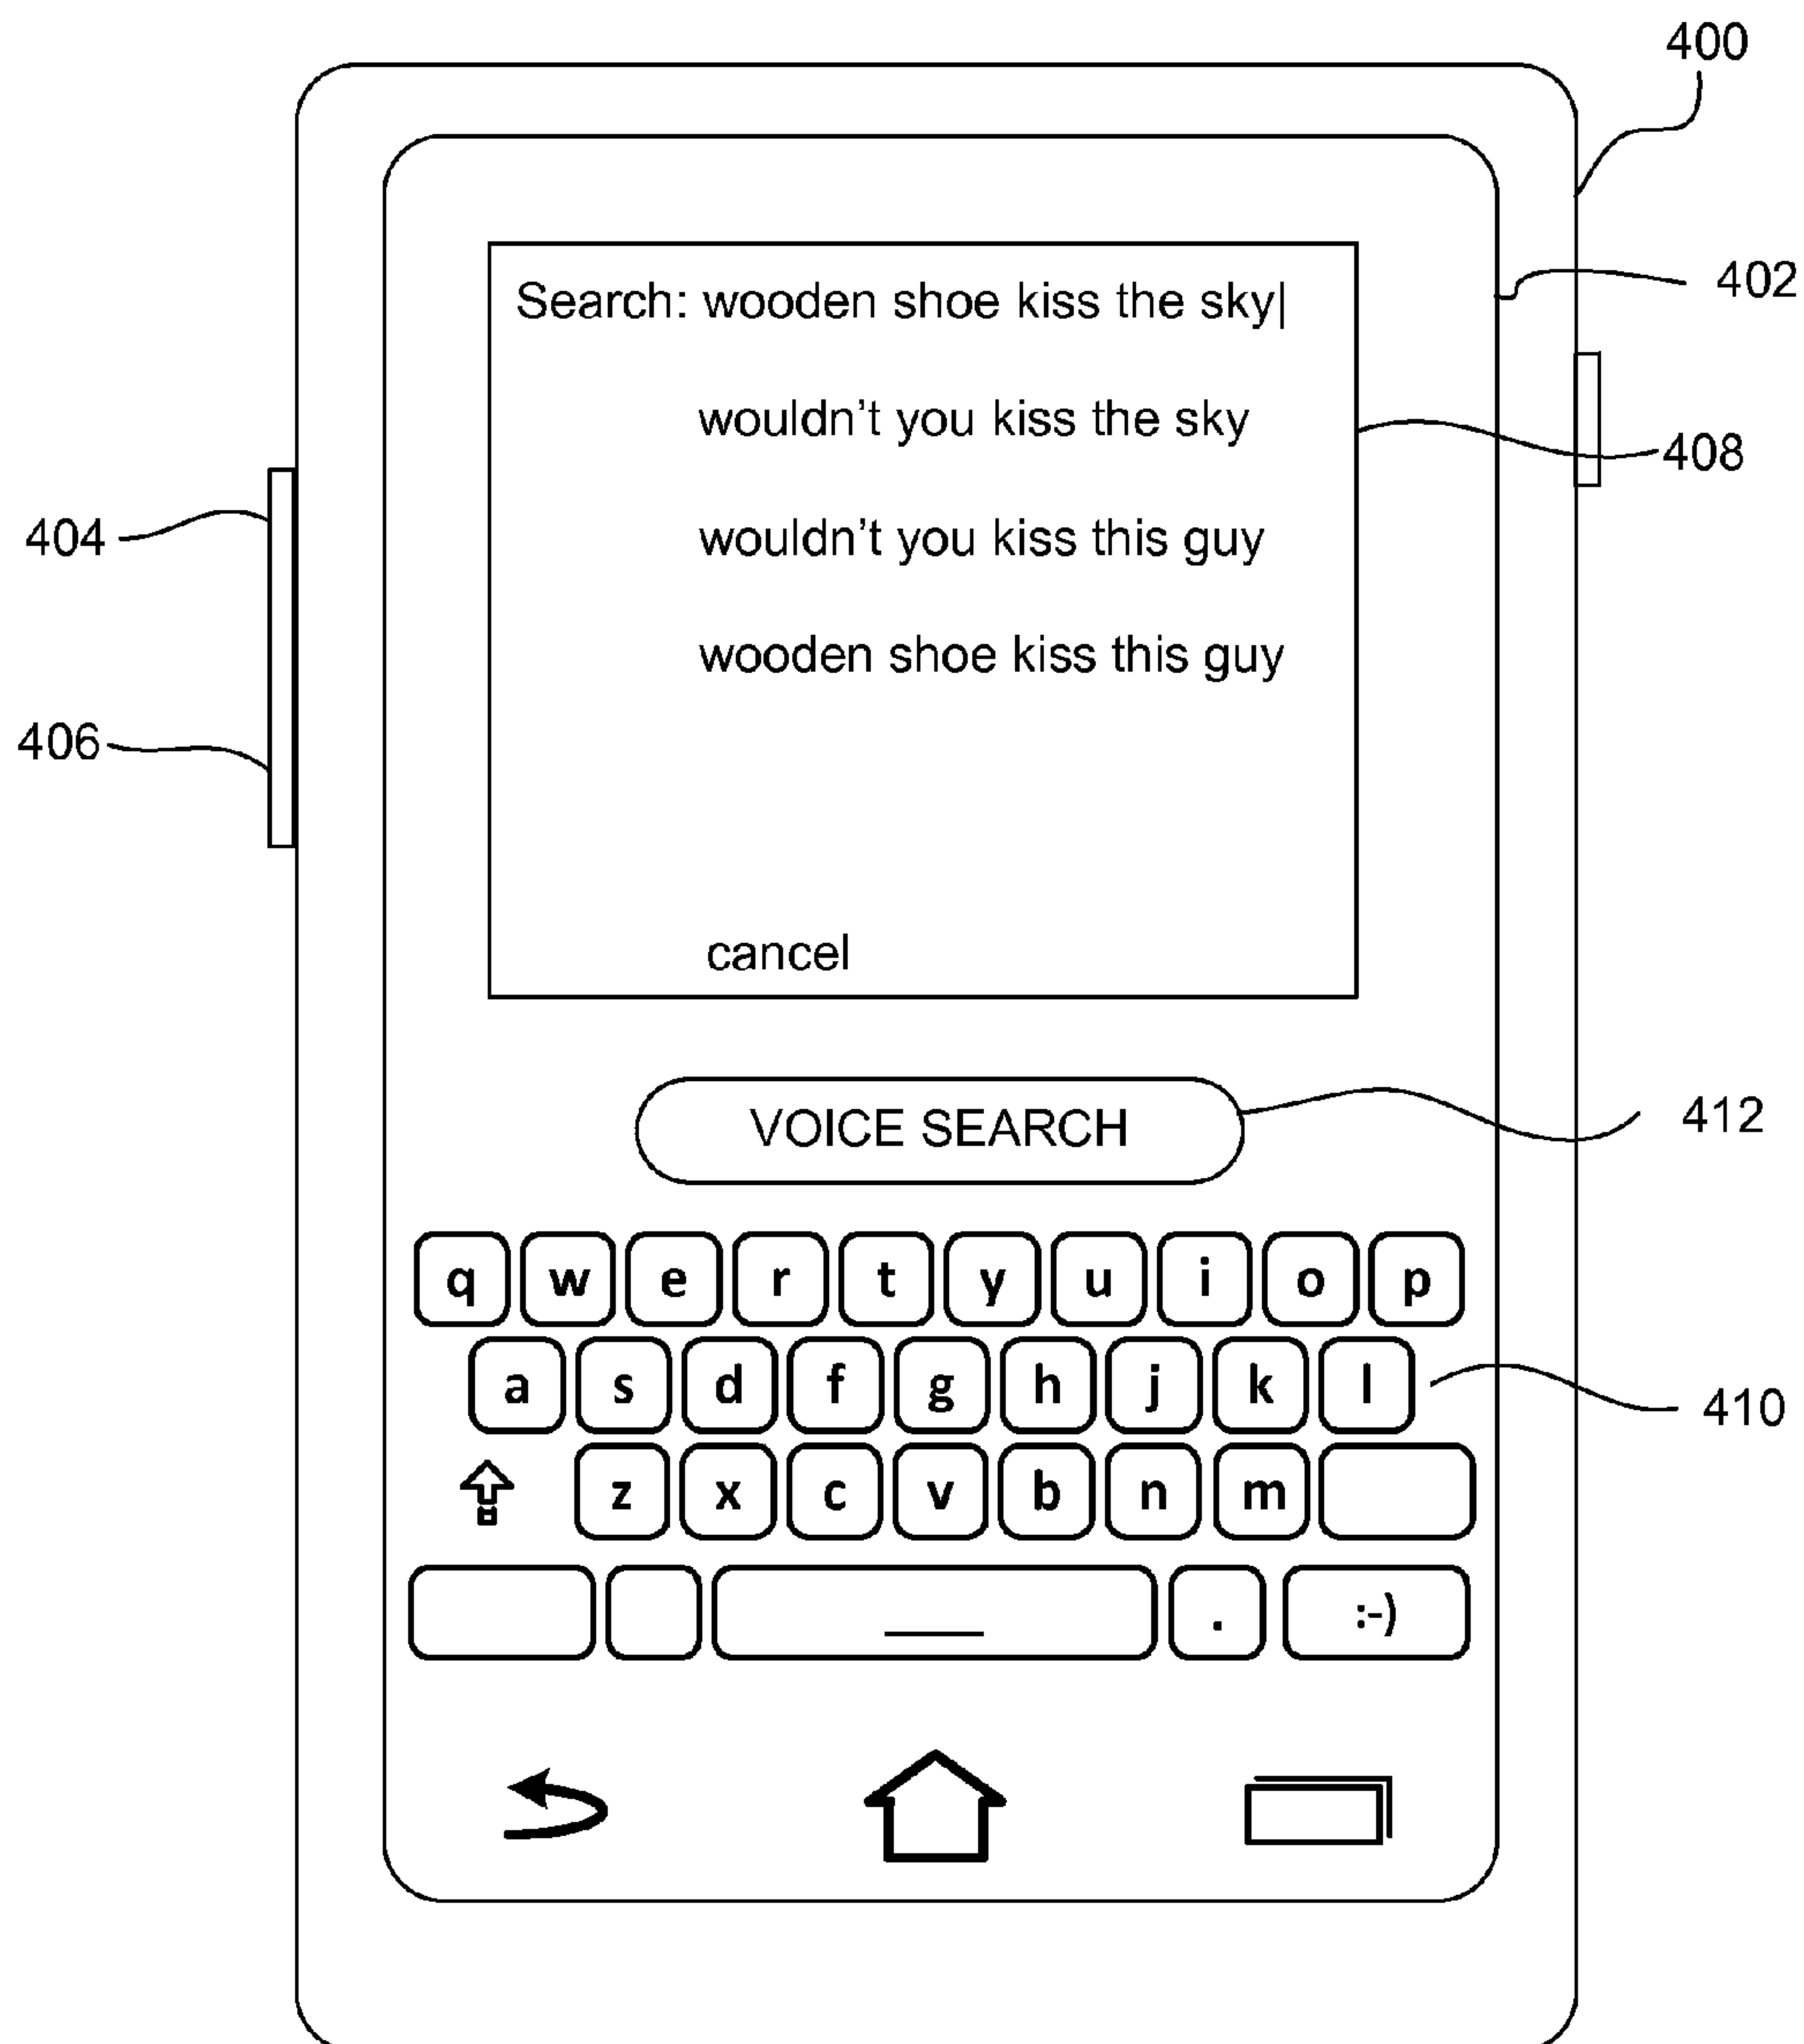 400
402
Search: wooden shoe kiss the sky|
wouldn't you kiss the sky
408
404
wouldn't you kiss this guy
wooden shoe kiss this guy
406
cancel
VOICE SEARCH
412
q w e r t y u i o p
a s d f g h j k l
410
z x c v b n m
. :-)